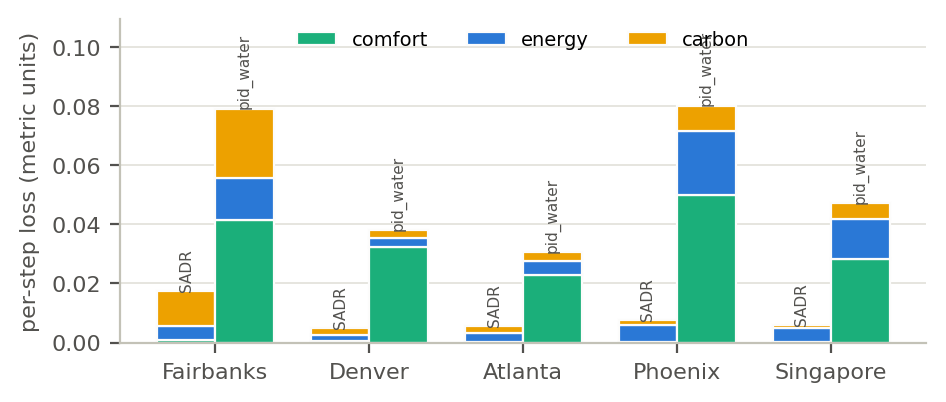 comfort energy carbon
per-step loss (metric units)
0.10
0.08
0.06
0.04
0.02
0.00
SADR pid_water
SADR pid_water
SADR pid_water
SADR pid_water
SADR pid_water
Fairbanks Denver Atlanta Phoenix Singapore